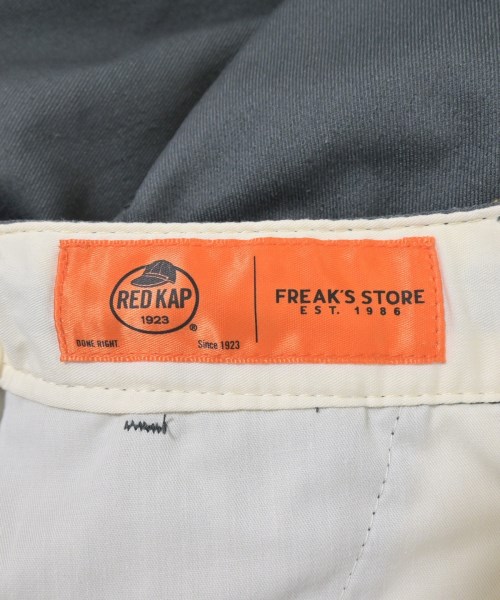 RED KAP
1923
®
DONE RIGHT
Since 1923
FREAK'S STORE
EST. 1986